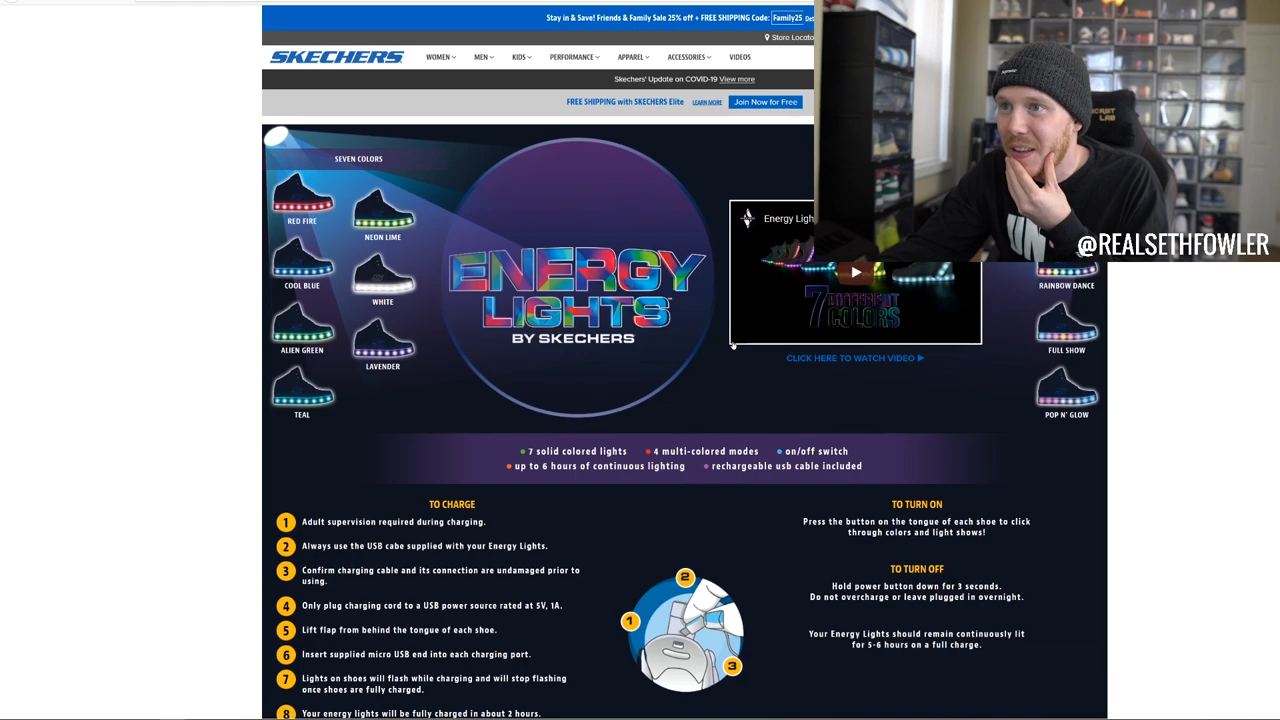 Stay in & Save! Friends & Family Sale 25% off + FREE SHIPPING Code: Family25
Store Locato
SKECHERS
WOMEN
MEN
KIDS
PERFORMANCE
APPAREL
ACCESSORIES
VIDEOS
Skechers' Update on COVID-19 View more
FREE SHIPPING with SKECHERS Elite LEARN MORE Join Now for Free
SEVEN COLORS
RED FIRE
NEON LIME
COOL BLUE
WHITE
ALIEN GREEN
LAVENDER
TEAL
ENERGY
LIGHTS
BY SKECHERS
Energy Ligh
7 DIFFERENT
COLORS
CLICK HERE TO WATCH VIDEO
@REALSETHFOWLER
RAINBOW DANCE
FULL SHOW
POP N' GLOW
7 solid colored lights
4 multi-colored modes
on/off switch
up to 6 hours of continuous lighting
rechargeable usb cable included
TO CHARGE
1 Adult supervision required during charging.
2 Always use the USB cabe supplied with your Energy Lights.
3 Confirm charging cable and its connection are undamaged prior to
using.
4 Only plug charging cord to a USB power source rated at 5V, 1A.
5 Lift flap from behind the tongue of each shoe.
6 Insert supplied micro USB end into each charging port.
7 Lights on shoes will flash while charging and will stop flashing
once shoes are fully charged.
8 Your energy lights will be fully charged in about 2 hours.
1
2
3
TO TURN ON
Press the button on the tongue of each shoe to click
through colors and light shows!
TO TURN OFF
Hold power button down for 3 seconds.
Do not overcharge or leave plugged in overnight.
Your Energy Lights should remain continuously lit
for 5-6 hours on a full charge.